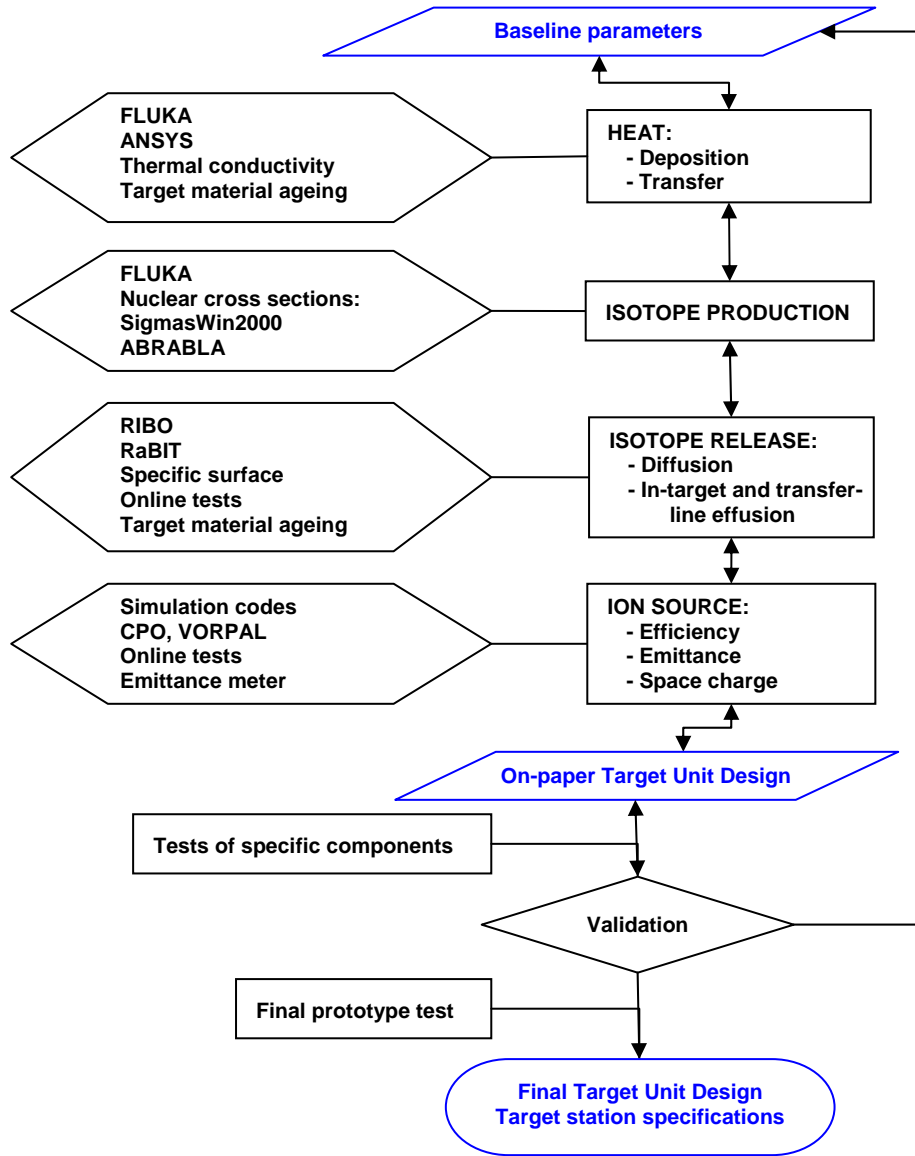 Baseline parameters
FLUKA
ANSYS
Thermal conductivity
Target material ageing
HEAT:
- Deposition
- Transfer
FLUKA
Nuclear cross sections:
SigmasWin2000
ABRABLA
ISOTOPE PRODUCTION
RIBO
RaBIT
Specific surface
Online tests
Target material ageing
ISOTOPE RELEASE:
- Diffusion
- In-target and transfer-
line effusion
Simulation codes
CPO, VORPAL
Online tests
Emittance meter
ION SOURCE:
- Efficiency
- Emittance
- Space charge
On-paper Target Unit Design
Tests of specific components
Validation
Final prototype test
Final Target Unit Design
Target station specifications